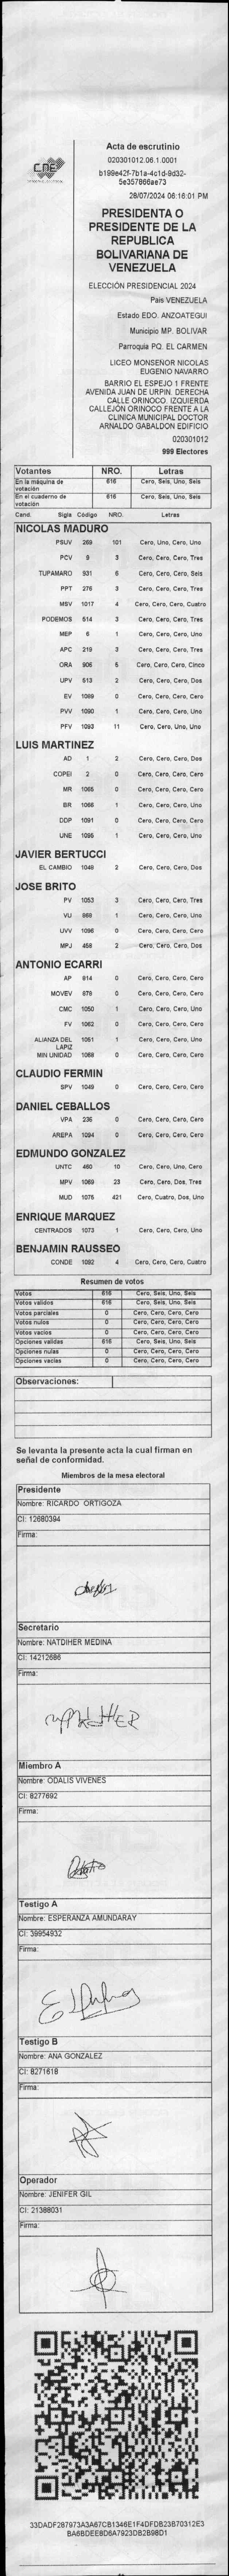 CNE
Acta de escrutinio
020301012.06.1.0001
b199e42f-7b1a-4c1d-9d32-
5e357866ae73
28/07/2024 06:16:01 PM
PRESIDENTA O
PRESIDENTE DE LA
REPUBLICA
BOLIVARIANA DE
VENEZUELA
ELECCIÓN PRESIDENCIAL 2024
Pais VENEZUELA
Estado EDO. ANZOATEGUI
Municipio MP. BOLIVAR
Parroquia PQ. EL CARMEN
LICEO MONSEÑOR NICOLAS
EUGENIO NAVARRO
BARRIO EL ESPEJO 1 FRENTE
AVENIDA JUAN DE URPIN. DERECHA
CALLE ORINOCO. IZQUIERDA
CALLEJÓN ORINOCO FRENTE A LA
CLINICA MUNICIPAL DOCTOR
ARNALDO GABALDON EDIFICIO
020301012
999 Electores
Votantes NRO. Letras
En la máquina de votación 616 Cero, Seis, Uno, Seis
En el cuaderno de votación 616 Cero, Seis, Uno, Seis
Cand. Sigla Código NRO. Letras
NICOLAS MADURO
PSUV 269 101 Cero, Uno, Cero, Uno
PCV 9 3 Cero, Cero, Cero, Tres
TUPAMARO 931 6 Cero, Cero, Cero, Seis
PPT 276 3 Cero, Cero, Cero, Tres
MSV 1017 4 Cero, Cero, Cero, Cuatro
PODEMOS 514 3 Cero, Cero, Cero, Tres
MEP 6 1 Cero, Cero, Cero, Uno
APC 219 3 Cero, Cero, Cero, Tres
ORA 906 5 Cero, Cero, Cero, Cinco
UPV 513 2 Cero, Cero, Cero, Dos
EV 1089 0 Cero, Cero, Cero, Cero
PVV 1090 1 Cero, Cero, Cero, Uno
PFV 1093 11 Cero, Cero, Uno, Uno
LUIS MARTINEZ
AD 1 2 Cero, Cero, Cero, Dos
COPEI 2 0 Cero, Cero, Cero, Cero
MR 1065 0 Cero, Cero, Cero, Cero
BR 1066 1 Cero, Cero, Cero, Uno
DDP 1091 0 Cero, Cero, Cero, Cero
UNE 1095 1 Cero, Cero, Cero, Uno
JAVIER BERTUCCI
EL CAMBIO 1048 2 Cero, Cero, Cero, Dos
JOSE BRITO
PV 1053 3 Cero, Cero, Cero, Tres
VU 868 1 Cero, Cero, Cero, Uno
UVV 1096 0 Cero, Cero, Cero, Cero
MPJ 458 2 Cero, Cero, Cero, Dos
ANTONIO ECARRI
AP 814 0 Cero, Cero, Cero, Cero
MOVEV 879 0 Cero, Cero, Cero, Cero
CMC 1050 1 Cero, Cero, Cero, Uno
FV 1062 0 Cero, Cero, Cero, Cero
ALIANZA DEL LAPIZ 1051 1 Cero, Cero, Cero, Uno
MIN UNIDAD 1068 0 Cero, Cero, Cero, Cero
CLAUDIO FERMIN
SPV 1049 0 Cero, Cero, Cero, Cero
DANIEL CEBALLOS
VPA 236 0 Cero, Cero, Cero, Cero
AREPA 1094 0 Cero, Cero, Cero, Cero
EDMUNDO GONZALEZ
UNTC 460 10 Cero, Cero, Uno, Cero
MPV 1069 23 Cero, Cero, Dos, Tres
MUD 1075 421 Cero, Cuatro, Dos, Uno
ENRIQUE MARQUEZ
CENTRADOS 1073 1 Cero, Cero, Cero, Uno
BENJAMIN RAUSSEO
CONDE 1092 4 Cero, Cero, Cero, Cuatro
Resumen de votos
Votos 616 Cero, Seis, Uno, Seis
Votos validos 616 Cero, Seis, Uno, Seis
Votos parciales 0 Cero, Cero, Cero, Cero
Votos nulos 0 Cero, Cero, Cero, Cero
Votos vacíos 0 Cero, Cero, Cero, Cero
Opciones validas 616 Cero, Seis, Uno, Seis
Opciones nulas 0 Cero, Cero, Cero, Cero
Opciones vacías 0 Cero, Cero, Cero, Cero
Observaciones:
Se levanta la presente acta la cual firman en
señal de conformidad.
Miembros de la mesa electoral
Presidente
Nombre: RICARDO ORTIGOZA
CI: 12680394
Firma:
Secretario
Nombre: NATDIHER MEDINA
CI: 14212686
Firma:
Miembro A
Nombre: ODALIS VIVENES
CI: 8277692
Firma:
Testigo A
Nombre: ESPERANZA AMUNDARAY
CI: 39954932
Firma:
Testigo B
Nombre: ANA GONZALEZ
CI: 8271618
Firma:
Operador
Nombre: JENIFER GIL
CI: 21388031
Firma:
33DADF287973A3A67CB1346E1F4DFDB23B70312E3
BA6BDEE8D6A7923DB2B98D1